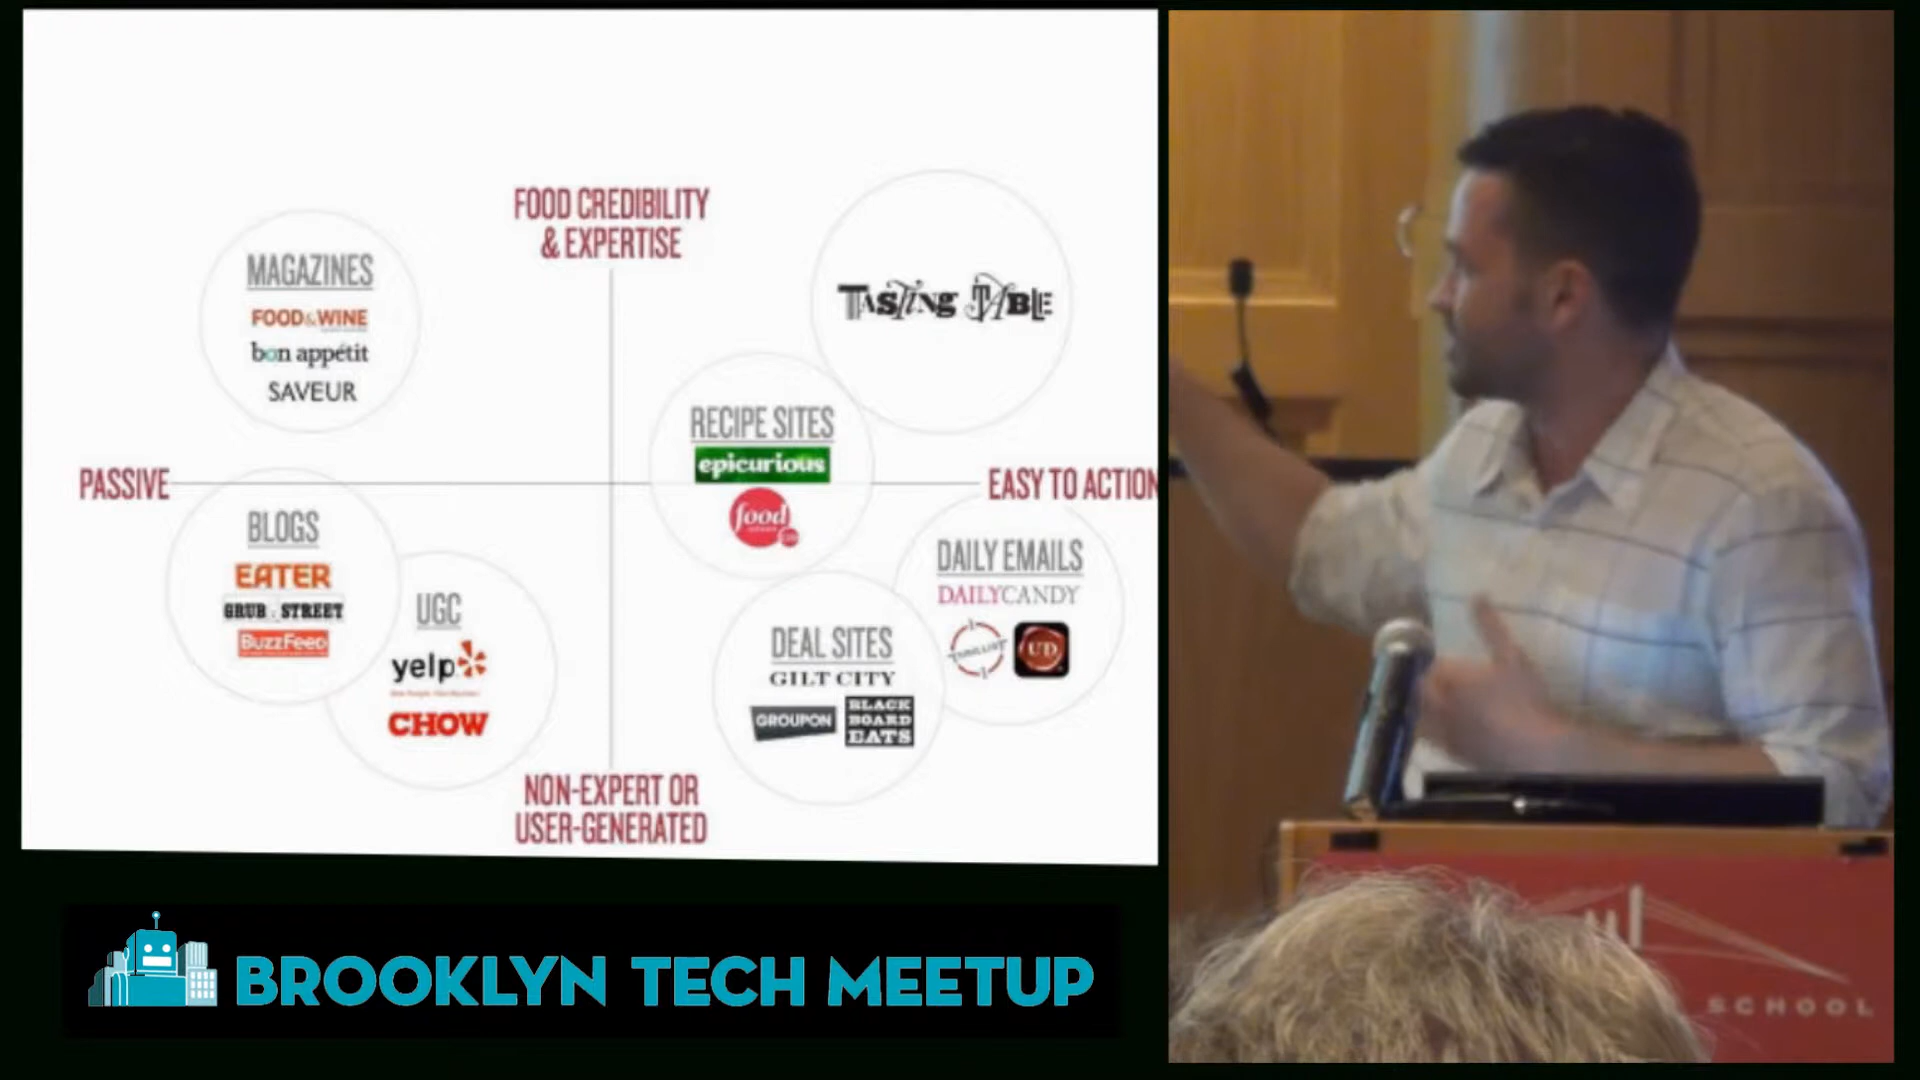 FOOD CREDIBILITY
& EXPERTISE
MAGAZINES
FOOD&WINE
bon appétit
SAVEUR
TASTING TABLE
RECIPE SITES
epicurious
food
PASSIVE
EASY TO ACTION
BLOGS
EATER
GRUB STREET
BUZZFEED
UGC
yelp
CHOW
DAILY EMAILS
DAILYCANDY
THRILLIST
UD
DEAL SITES
GILT CITY
GROUPON
BLACK
BOARD
EATS
NON-EXPERT OR
USER-GENERATED
BROOKLYN TECH MEETUP
SCHOOL